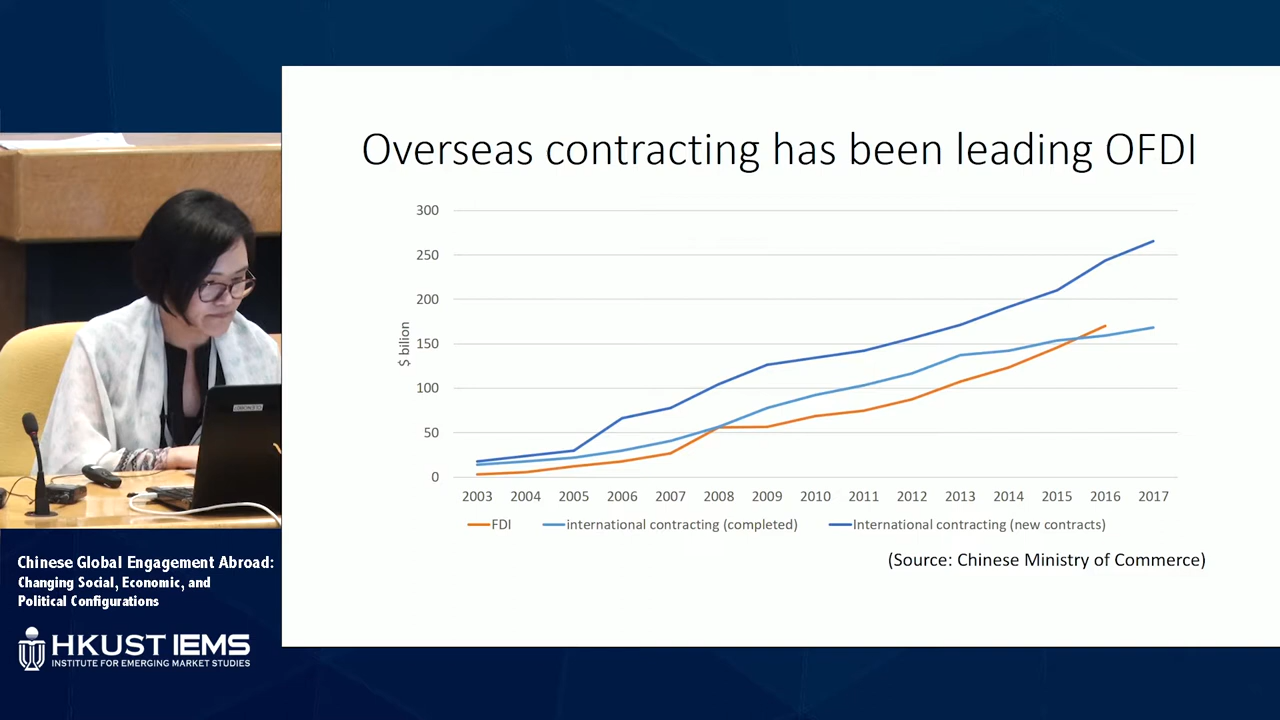 Overseas contracting has been leading OFDI
300
250
200
150
100
50
0
$ bilion
2003 2004 2005 2006 2007 2008 2009 2010 2011 2012 2013 2014 2015 2016 2017
FDI international contracting (completed) International contracting (new contracts)
(Source: Chinese Ministry of Commerce)
Chinese Global Engagement Abroad:
Changing Social, Economic, and
Political Configurations
HKUST IEMS
INSTITUTE FOR EMERGING MARKET STUDIES